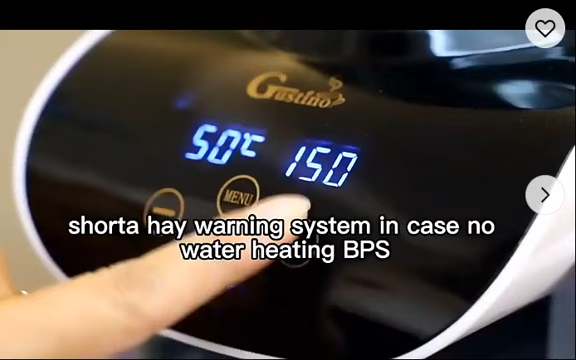 Gustino
50°C 150
MENU
shorta hay warning system in case no
water heating BPS